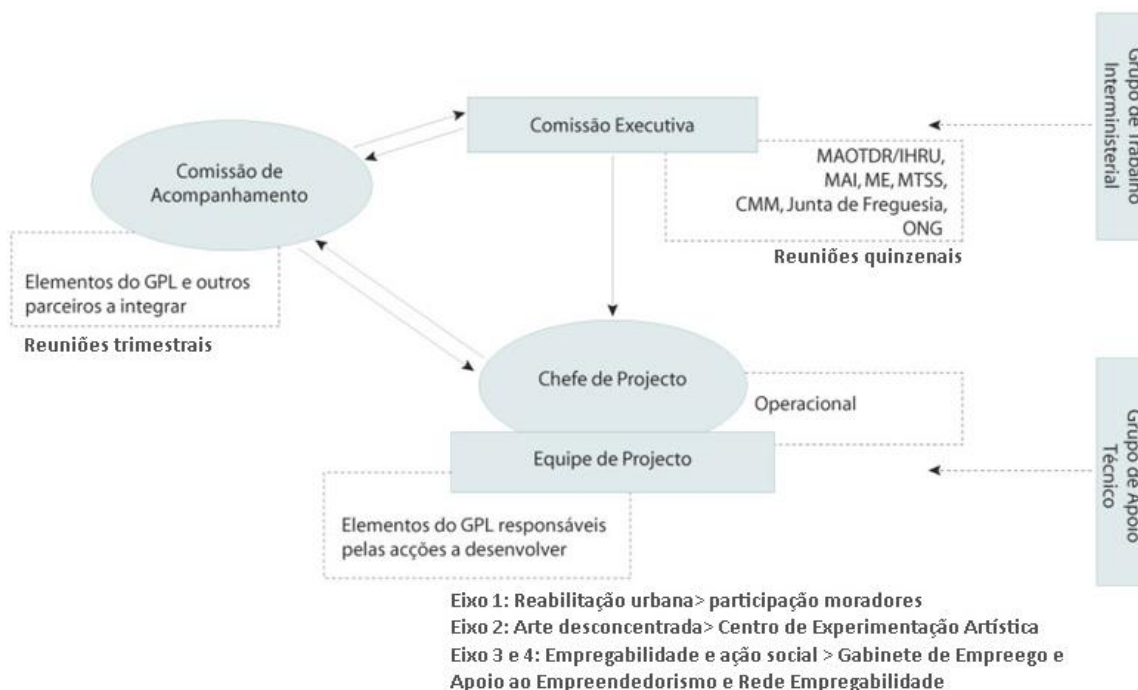 Grupo de Trabalho
Interministerial
Comissão Executiva
MAOTDR/IHRU,
MAI, ME, MTSS,
CMM, Junta de Freguesia,
ONG
Reuniões quinzenais
Comissão de
Acompanhamento
Elementos do GPL e outros
parceiros a integrar
Reuniões trimestrais
Chefe de Projecto
Operacional
Equipe de Projecto
Grupo de Apoio
Técnico
Elementos do GPL responsáveis
pelas acções a desenvolver
Eixo 1: Reabilitação urbana> participação moradores
Eixo 2: Arte desconcentrada> Centro de Experimentação Artística
Eixo 3 e 4: Empregabilidade e ação social > Gabinete de Empreego e
Apoio ao Empreendedorismo e Rede Empregabilidade